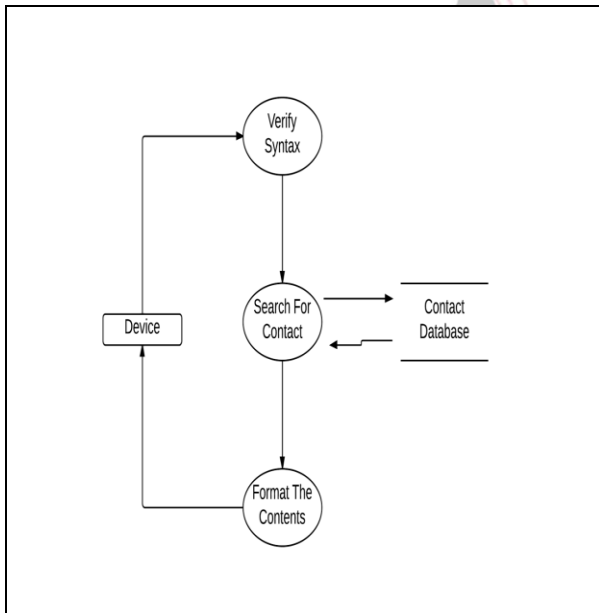 Verify
Syntax
Search For
Contact
Contact
Database
Device
Format The
Contents